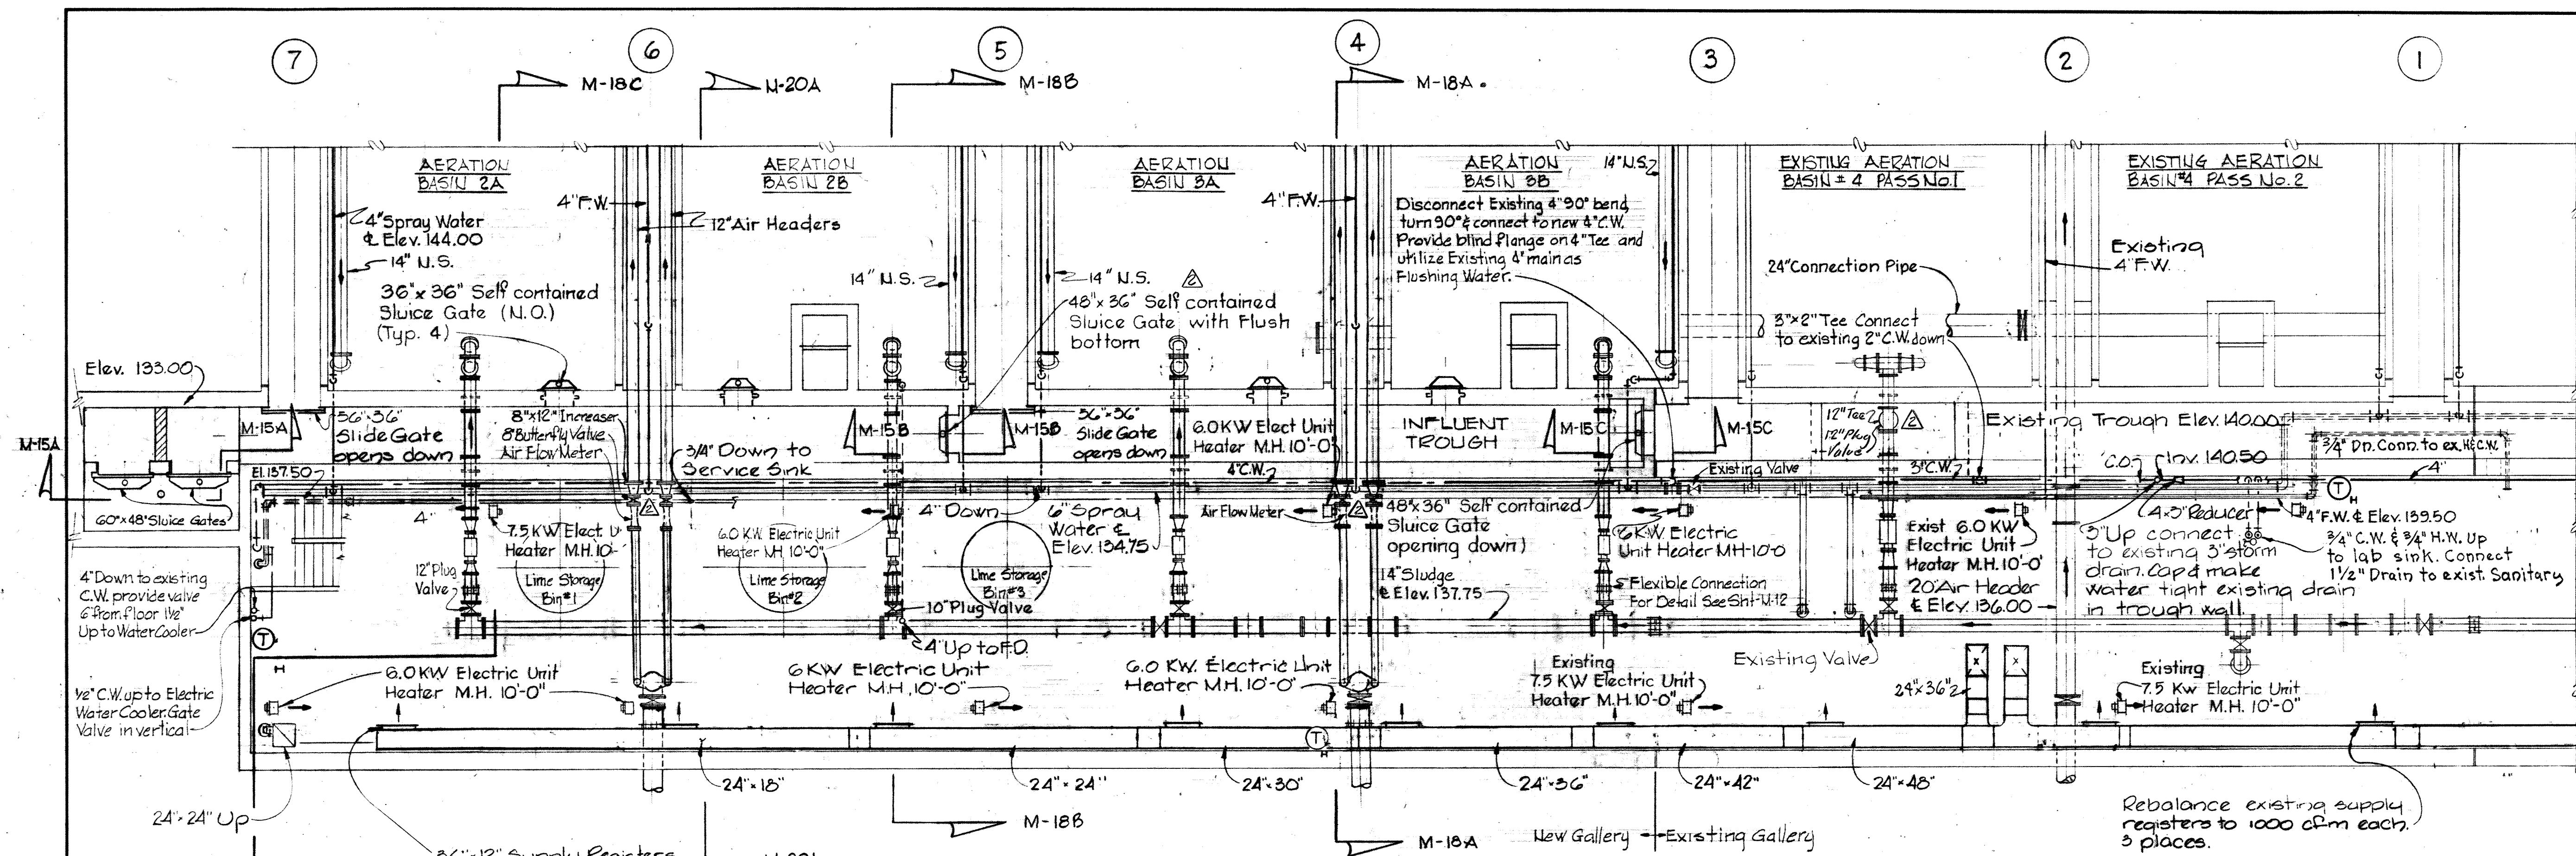 7
6
5
4
3
2
1
M-18C
M-20A
M-18B
M-18A
AERATION
BASIN 2A
AERATION
BASIN 2B
AERATION
BASIN 3A
AERATION
BASIN 3B
14" N.S.
EXISTING AERATION
BASIN # 4 PASS No.1
EXISTING AERATION
BASIN #4 PASS No. 2
4" Spray Water
℄ Elev. 144.00
14" N.S.
4" F.W.
12" Air Headers
14" N.S.
14" N.S.
4" F.W.
Disconnect Existing 4" 90° bend,
turn 90° & connect to new 4" C.W.
Provide blind flange on 4" Tee and
utilize Existing 4" main as
Flushing Water.
24" Connection Pipe
Existing
4" F.W.
36" x 36" Self contained
Sluice Gate (N.O.)
(Typ. 4)
2
48" x 36" Self contained
Sluice Gate with Flush
bottom
3" x 2" Tee Connect
to existing 2" C.W. down
Elev. 133.00
M-15A
M-15A
36" x 36"
Slide Gate
opens down
8" x 12" Increaser
8" Butterfly Valve
Air Flow Meter
3/4" Down to
Service Sink
M-15B
M-15B
36" x 36"
Slide Gate
opens down
6.0 KW Elect Unit
Heater M.H. 10'-0"
4" C.W.
INFLUENT
TROUGH
M-15C
M-15C
Existing Valve
12" Tee
12" Plug
Valve
2
3" C.W.
Existing Trough Elev. 140.00
3/4" Dn. Conn. to ex. H.& C.W.
C.O.
Inv. 140.50
4"
T
H
El. 137.50
60" x 48" Sluice Gates
4"
7.5 KW Elect. U
Heater M.H. 10'
2
6.0 K.W. Electric Unit
Heater M.H. 10'-0"
4" Down
6" Spray
Water ℄
Elev. 134.75
Air Flow Meter
2
48" x 36" Self contained
Sluice Gate
opening down)
6 K.W. Electric
Unit Heater MH-10-0
Exist 6.0 KW
Electric Unit
Heater M.H. 10'-0"
4 x 3" Reducer
3" Up connect
to existing 3" storm
drain. Cap & make
water tight existing drain
in trough wall.
4" F.W. ℄ Elev. 139.50
3/4" C.W. & 3/4" H.W. Up
to lab sink. Connect
1 1/2" Drain to exist. Sanitary
4" Down to existing
C.W. provide valve
6" from floor 1 1/2"
Up to Water Cooler
12" Plug
Valve
Lime Storage
Bin #1
Lime Storage
Bin #2
Lime Storage
Bin #3
10" Plug Valve
14" Sludge
℄ Elev. 137.75
Flexible Connection
For Detail See Sht M-12
20" Air Header
℄ Elev. 136.00
T
H
4" Up to F.D.
Existing Valve
1/2" C.W. up to Electric
Water Cooler. Gate
Valve in vertical
6.0 KW Electric Unit
Heater M.H. 10'-0"
6 KW Electric Unit
Heater M.H. 10'-0"
6.0 KW. Electric Unit
Heater M.H. 10'-0"
Existing
7.5 KW Electric Unit
Heater M.H. 10'-0"
24" x 36"
x
x
Existing
7.5 Kw Electric Unit
Heater M.H. 10'-0"
T
H
24" x 24" Up
24" x 18"
24" x 24"
24" x 30"
24" x 36"
24" x 42"
24" x 48"
M-18B
M-18A
New Gallery
Existing Gallery
Rebalance existing supply
registers to 1000 cfm each.
3 places.
36" x 12" Supply Registers